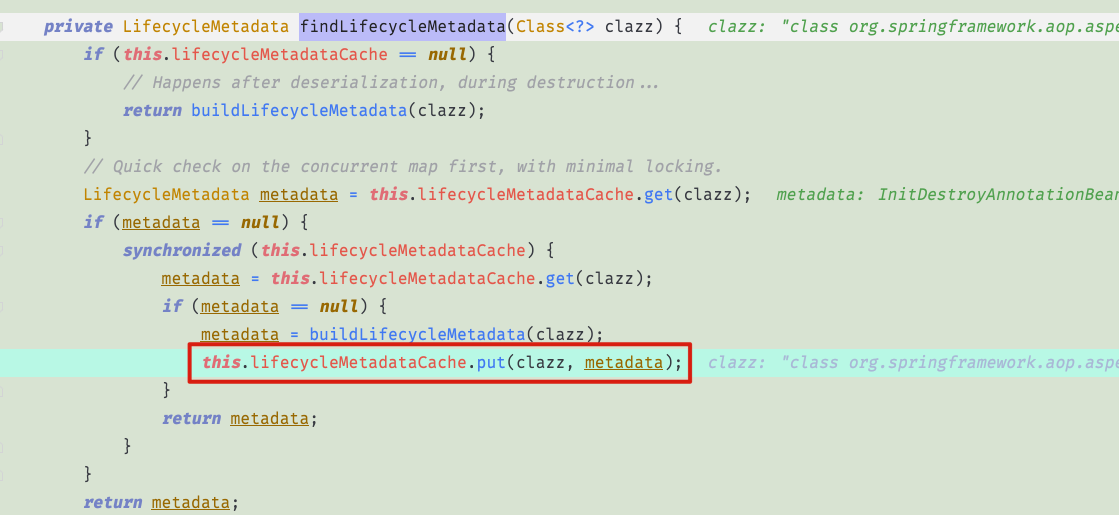 private LifecycleMetadata findLifecycleMetadata(Class<?> clazz) {   clazz: "class org.springframework.aop.aspe
    if (this.lifecycleMetadataCache == null) {
        // Happens after deserialization, during destruction...
        return buildLifecycleMetadata(clazz);
    }
    // Quick check on the concurrent map first, with minimal locking.
    LifecycleMetadata metadata = this.lifecycleMetadataCache.get(clazz);   metadata: InitDestroyAnnotationBean
    if (metadata == null) {
        synchronized (this.lifecycleMetadataCache) {
            metadata = this.lifecycleMetadataCache.get(clazz);
            if (metadata == null) {
                metadata = buildLifecycleMetadata(clazz);
                this.lifecycleMetadataCache.put(clazz, metadata);   clazz: "class org.springframework.aop.aspe
            }
            return metadata;
        }
    }
    return metadata;